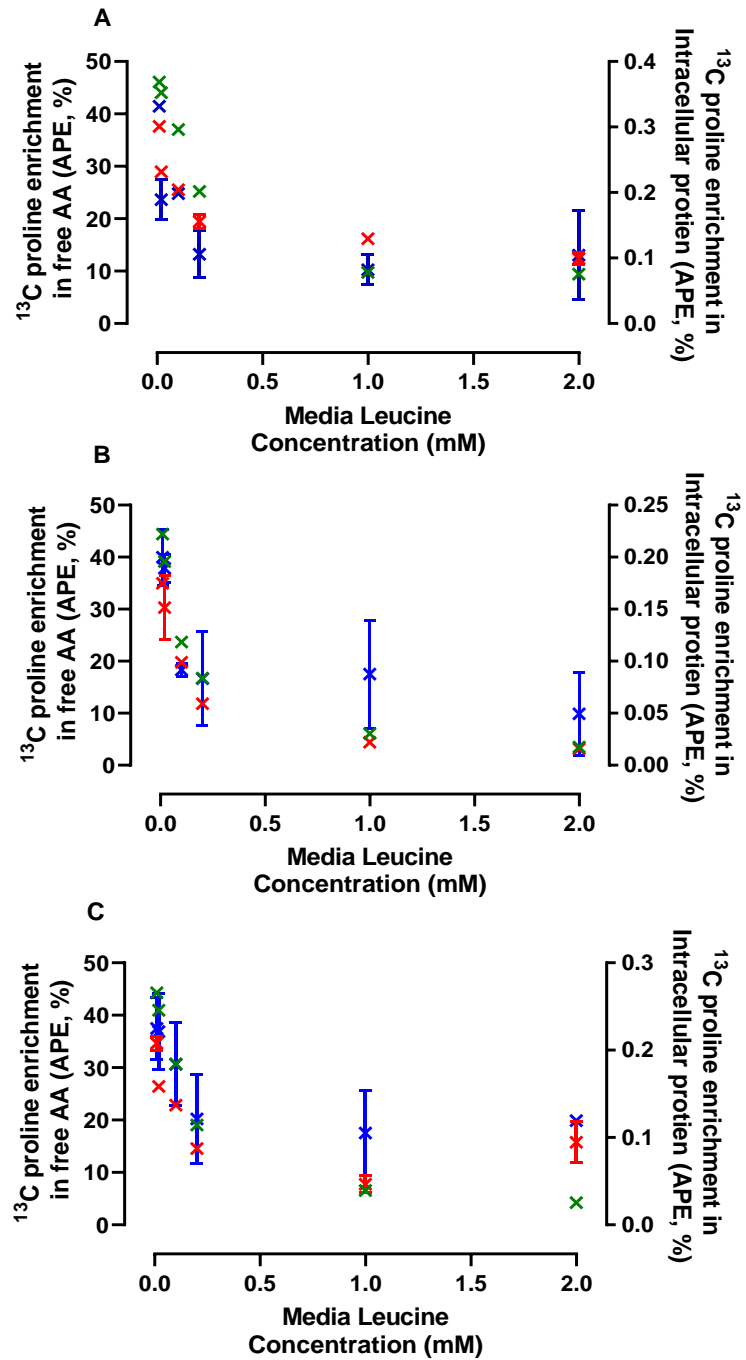 A
¹³C proline enrichment
in free AA (APE, %)
50
40
30
20
10
0
0.4
0.3
0.2
0.1
0.0
¹³C proline enrichment in
Intracellular protien (APE, %)
0.0
0.5
1.0
1.5
2.0
Media Leucine
Concentration (mM)
B
¹³C proline enrichment
in free AA (APE, %)
50
40
30
20
10
0
0.25
0.20
0.15
0.10
0.05
0.00
¹³C proline enrichment in
Intracellular protien (APE, %)
0.0
0.5
1.0
1.5
2.0
Media Leucine
Concentration (mM)
C
¹³C proline enrichment
in free AA (APE, %)
50
40
30
20
10
0
0.3
0.2
0.1
0.0
¹³C proline enrichment in
Intracellular protien (APE, %)
0.0
0.5
1.0
1.5
2.0
Media Leucine
Concentration (mM)